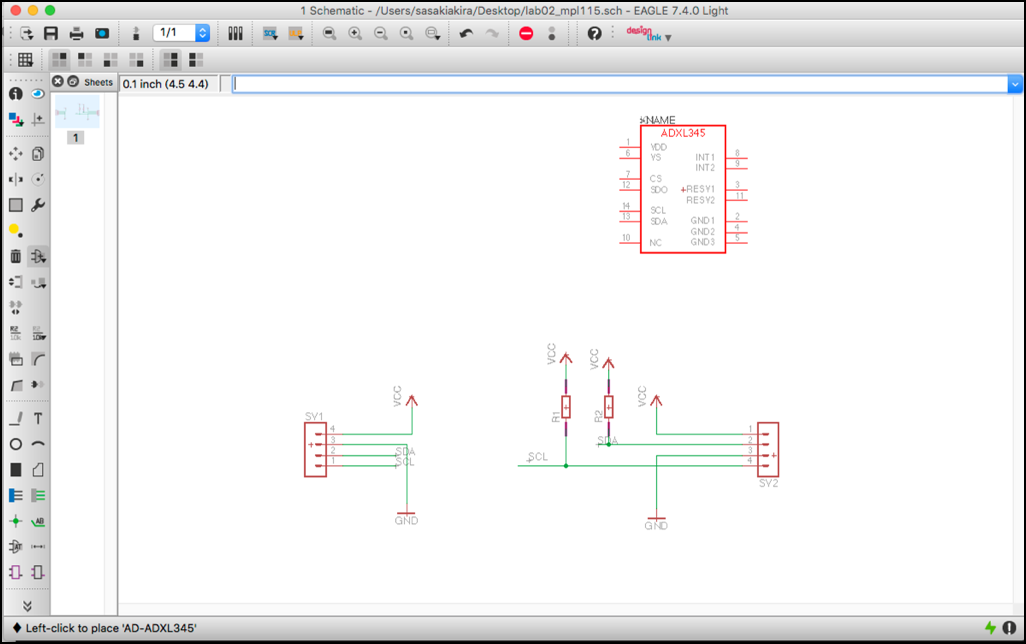 1 Schematic - /Users/sasakiakira/Desktop/lab02_mpl115.sch - EAGLE 7.4.0 Light
1/1
design
link
Sheets
0.1 inch (4.5 4.4)
1
>NAME
ADXL345
1 VDD
6 VS INT1 8
INT2 9
7 CS
12 SDO RESV1 3
RESV2 11
14 SCL
13 SDA GND1 2
GND2 4
10 NC GND3 5
VCC VCC
VCC VCC
R1 R2
SV1
4
3
2 SDA
1 SCL
GND
SDA
SCL
1
2
3
4
SV2
GND
Left-click to place 'AD-ADXL345'